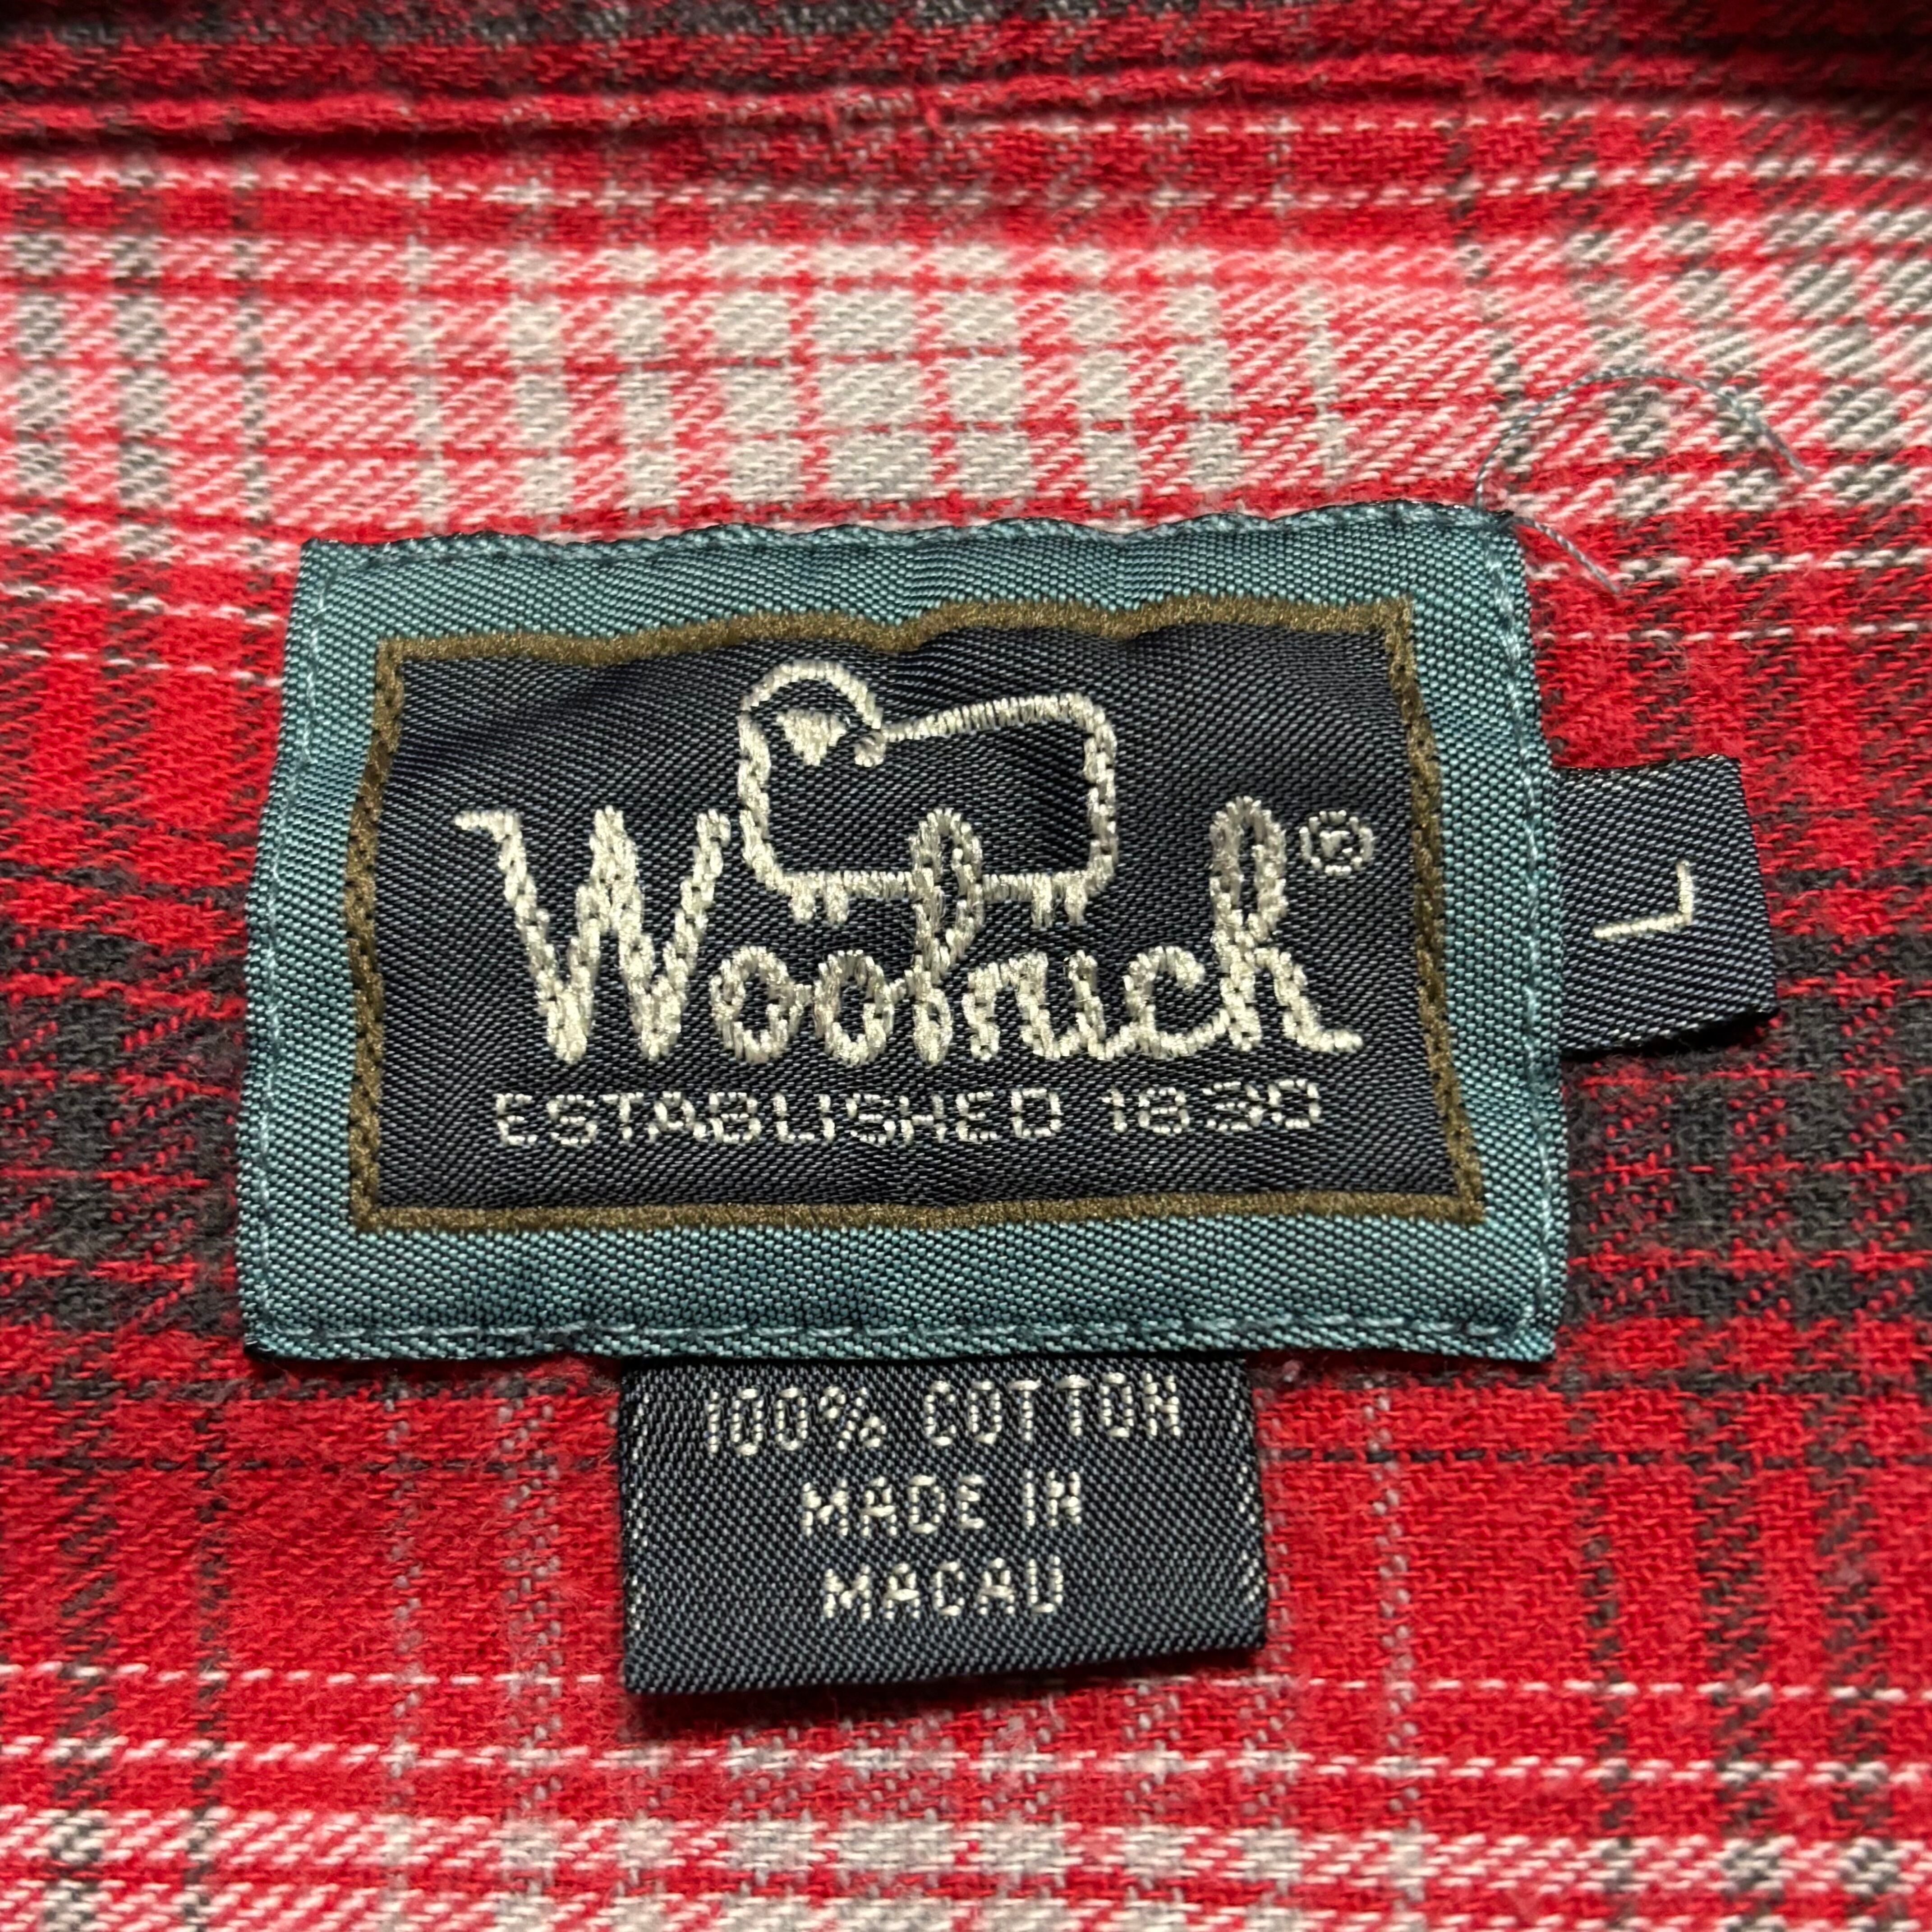 Woolrich®
ESTABLISHED 1830
L
100% COTTON
MADE IN
MACAU